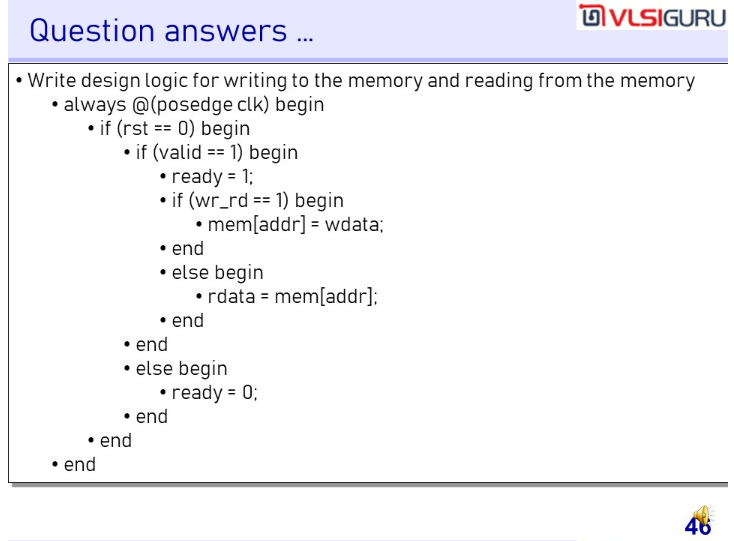 Question answers ...
VLSIGURU
• Write design logic for writing to the memory and reading from the memory
• always @(posedge clk) begin
• if (rst == 0) begin
• if (valid == 1) begin
• ready = 1;
• if (wr_rd == 1) begin
• mem[addr] = wdata;
• end
• else begin
• rdata = mem[addr];
• end
• end
• else begin
• ready = 0;
• end
• end
• end
46